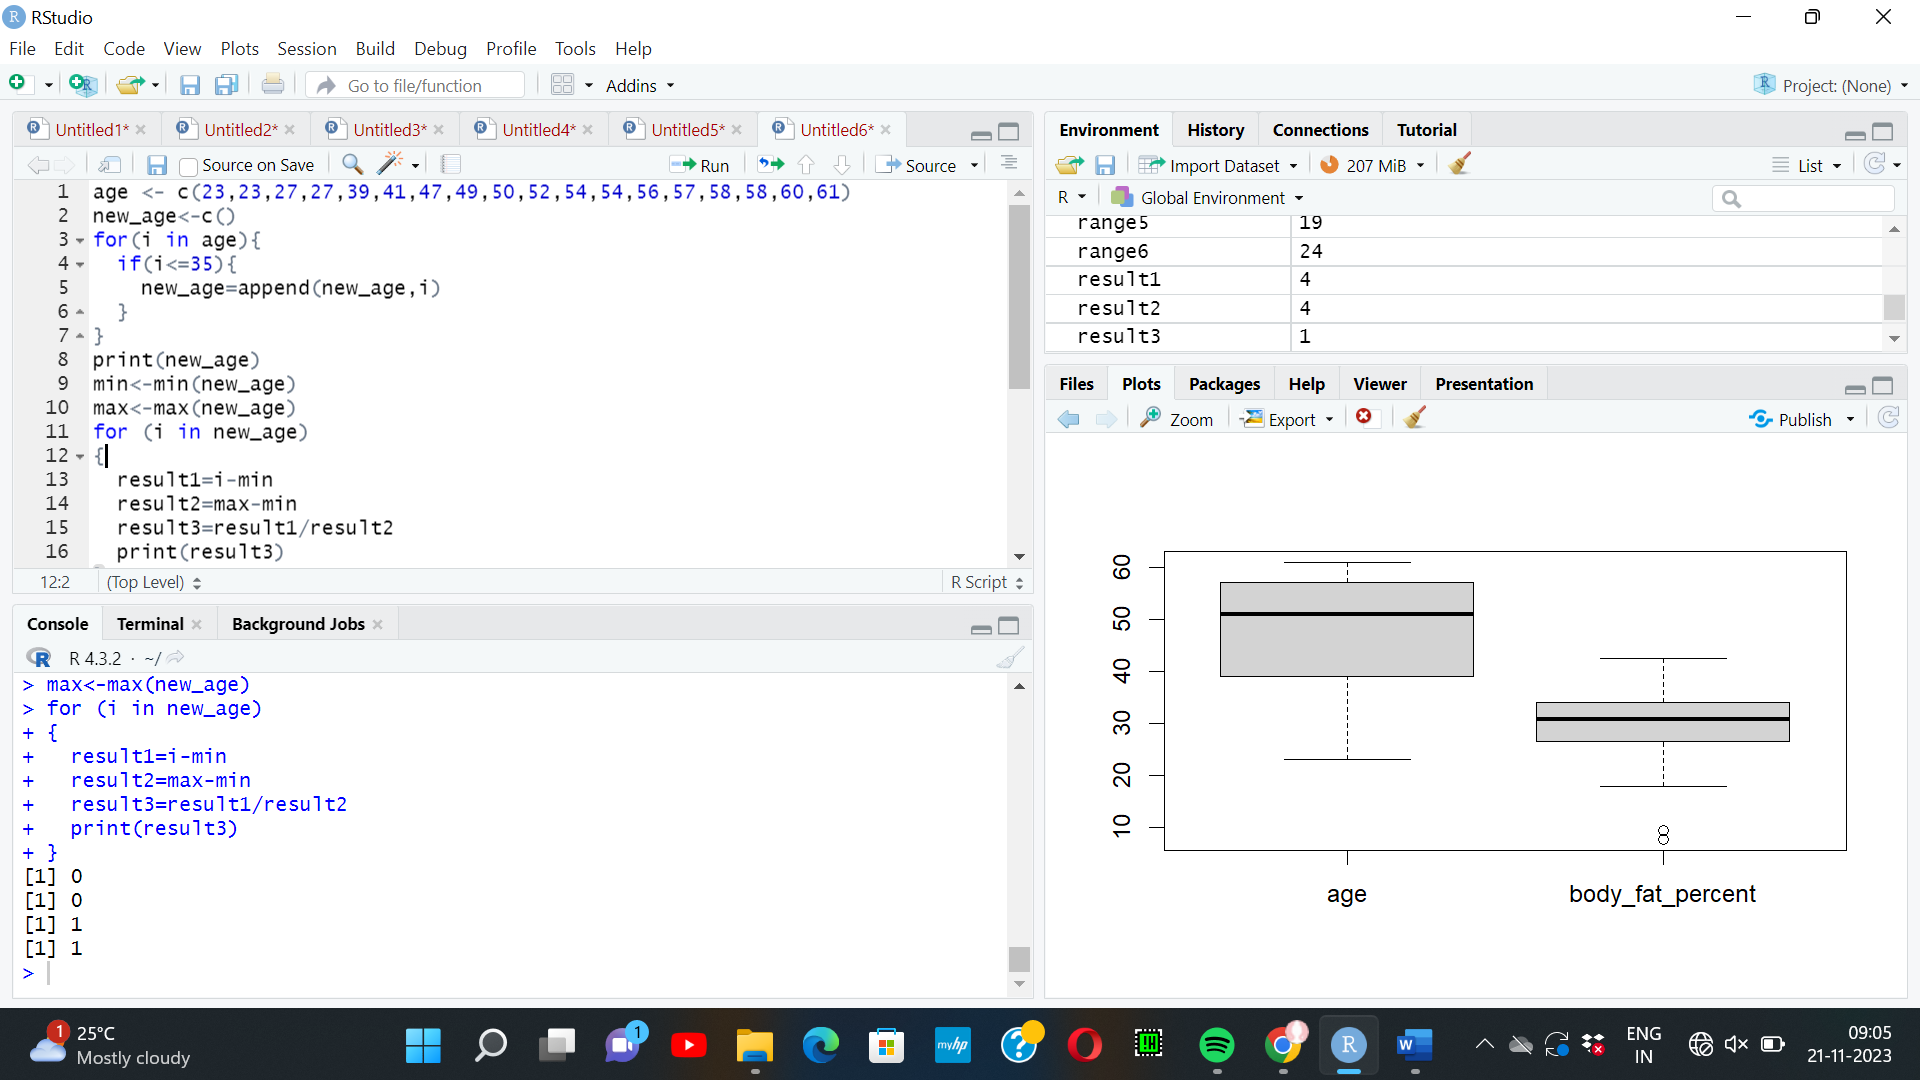 RStudio
File Edit Code View Plots Session Build Debug Profile Tools Help
Go to file/function Addins Project: (None)
Untitled1* Untitled2* Untitled3* Untitled4* Untitled5* Untitled6*
Source on Save Run Source
1 age <- c(23,23,27,27,39,41,47,49,50,52,54,54,56,57,58,58,60,61)
2 new_age<-c()
3 for(i in age){
4 if(i<=35){
5 new_age=append(new_age,i)
6 }
7 }
8 print(new_age)
9 min<-min(new_age)
10 max<-max(new_age)
11 for (i in new_age)
12 {
13 result1=i-min
14 result2=max-min
15 result3=result1/result2
16 print(result3)
12:2 (Top Level) R Script
Console Terminal Background Jobs
R 4.3.2 · ~/
> max<-max(new_age)
> for (i in new_age)
+ {
+ result1=i-min
+ result2=max-min
+ result3=result1/result2
+ print(result3)
+ }
[1] 0
[1] 0
[1] 1
[1] 1
>
Environment History Connections Tutorial
Import Dataset 207 MiB List
R Global Environment
range5 19
range6 24
result1 4
result2 4
result3 1
Files Plots Packages Help Viewer Presentation
Zoom Export Publish
60
50
40
30
20
10
age body_fat_percent
1 25°C
Mostly cloudy
1
myhp
ENG
IN
09:05
21-11-2023